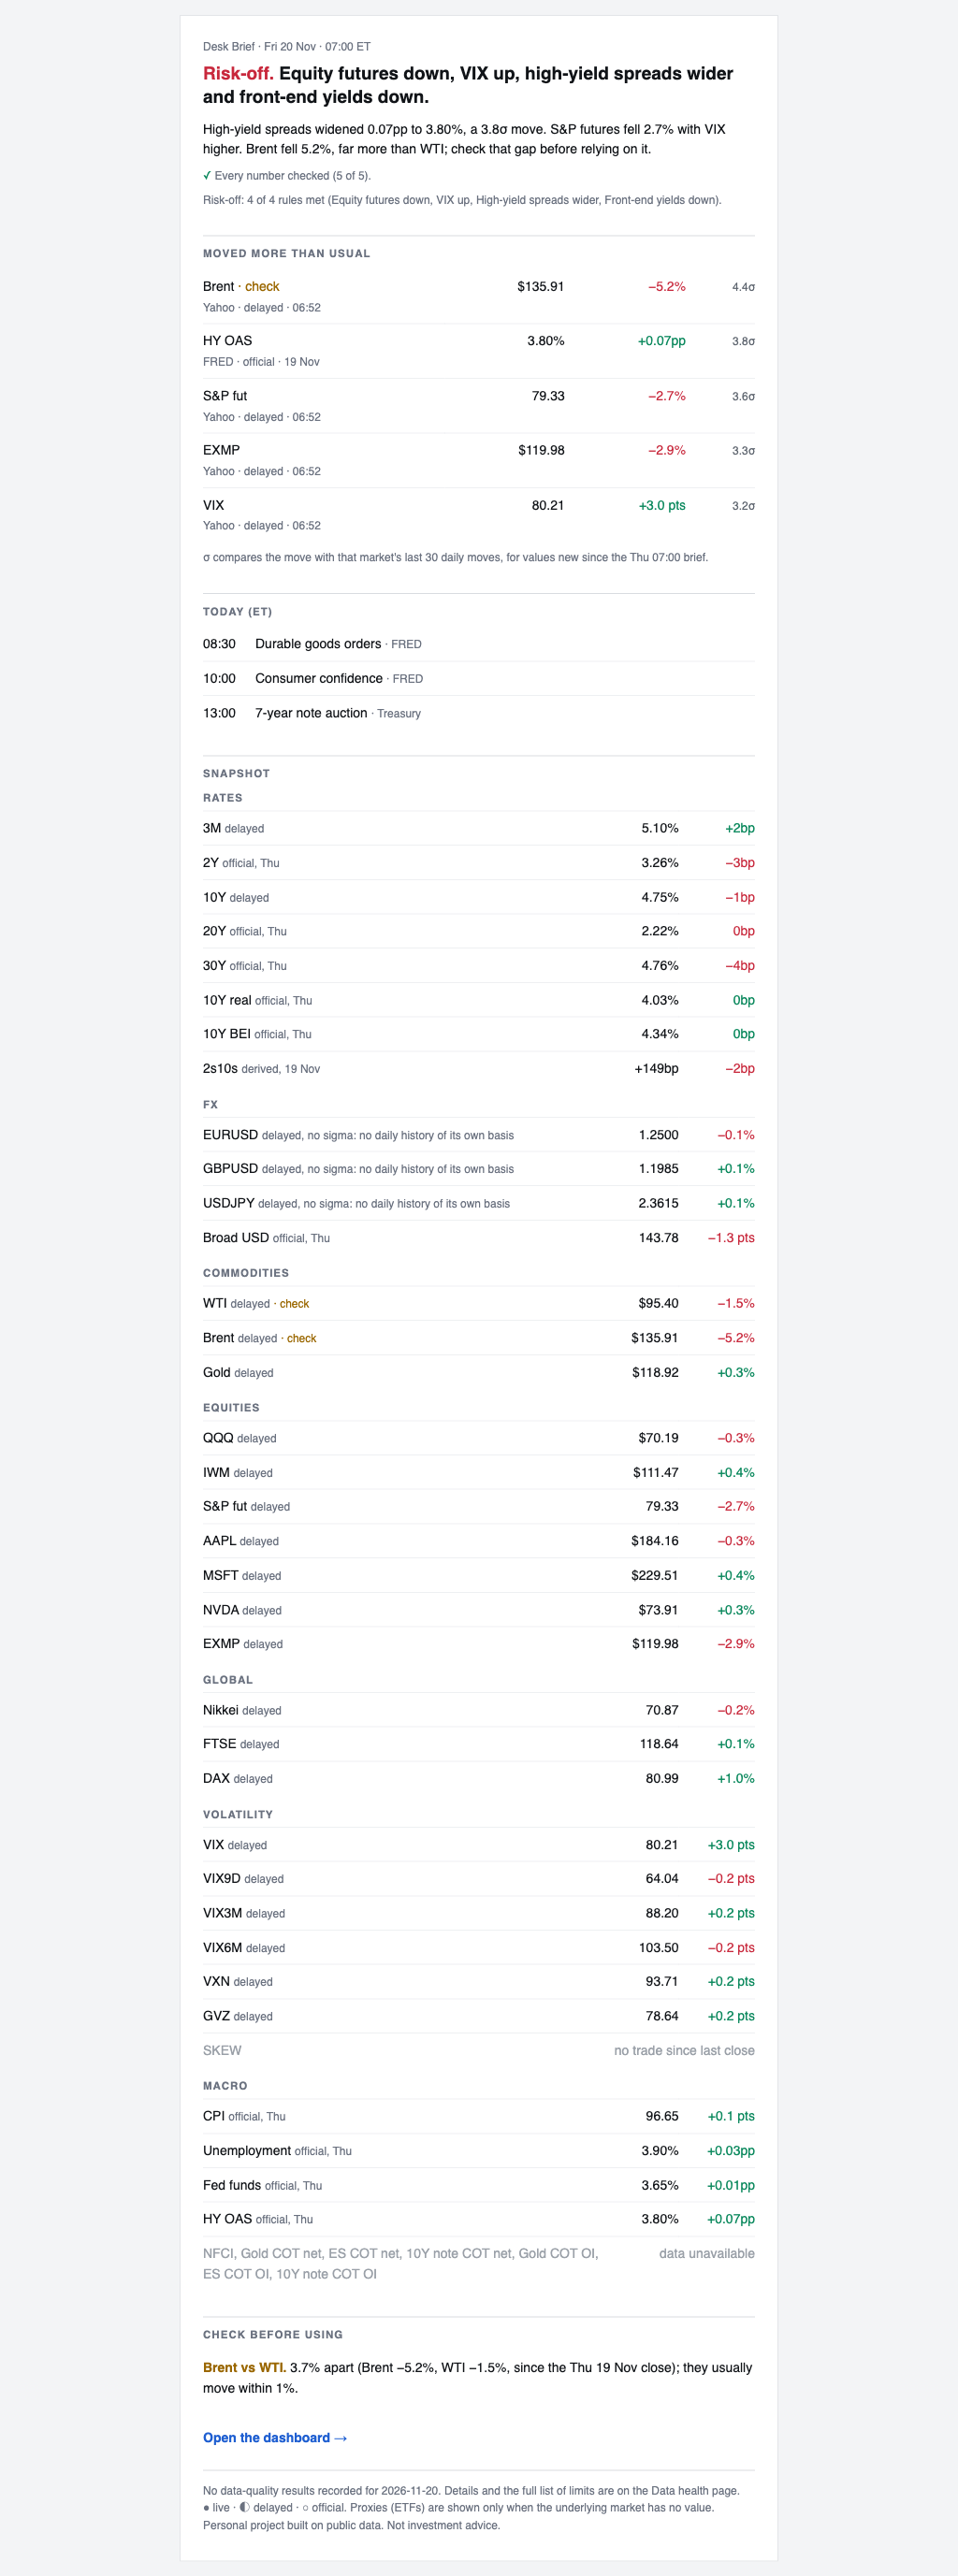 Desk Brief · Fri 20 Nov · 07:00 ET
Risk-off. Equity futures down, VIX up, high-yield spreads wider
and front-end yields down.
High-yield spreads widened 0.07pp to 3.80%, a 3.8σ move. S&P futures fell 2.7% with VIX
higher. Brent fell 5.2%, far more than WTI; check that gap before relying on it.
✓ Every number checked (5 of 5).
Risk-off: 4 of 4 rules met (Equity futures down, VIX up, High-yield spreads wider, Front-end yields down).
MOVED MORE THAN USUAL
Brent · check $135.91 −5.2% 4.4σ
Yahoo · delayed · 06:52
HY OAS 3.80% +0.07pp 3.8σ
FRED · official · 19 Nov
S&P fut 79.33 −2.7% 3.6σ
Yahoo · delayed · 06:52
EXMP $119.98 −2.9% 3.3σ
Yahoo · delayed · 06:52
VIX 80.21 +3.0 pts 3.2σ
Yahoo · delayed · 06:52
σ compares the move with that market's last 30 daily moves, for values new since the Thu 07:00 brief.
TODAY (ET)
08:30 Durable goods orders · FRED
10:00 Consumer confidence · FRED
13:00 7-year note auction · Treasury
SNAPSHOT
RATES
3M delayed 5.10% +2bp
2Y official, Thu 3.26% −3bp
10Y delayed 4.75% −1bp
20Y official, Thu 2.22% 0bp
30Y official, Thu 4.76% −4bp
10Y real official, Thu 4.03% 0bp
10Y BEI official, Thu 4.34% 0bp
2s10s derived, 19 Nov +149bp −2bp
FX
EURUSD delayed, no sigma: no daily history of its own basis 1.2500 −0.1%
GBPUSD delayed, no sigma: no daily history of its own basis 1.1985 +0.1%
USDJPY delayed, no sigma: no daily history of its own basis 2.3615 +0.1%
Broad USD official, Thu 143.78 −1.3 pts
COMMODITIES
WTI delayed · check $95.40 −1.5%
Brent delayed · check $135.91 −5.2%
Gold delayed $118.92 +0.3%
EQUITIES
QQQ delayed $70.19 −0.3%
IWM delayed $111.47 +0.4%
S&P fut delayed 79.33 −2.7%
AAPL delayed $184.16 −0.3%
MSFT delayed $229.51 +0.4%
NVDA delayed $73.91 +0.3%
EXMP delayed $119.98 −2.9%
GLOBAL
Nikkei delayed 70.87 −0.2%
FTSE delayed 118.64 +0.1%
DAX delayed 80.99 +1.0%
VOLATILITY
VIX delayed 80.21 +3.0 pts
VIX9D delayed 64.04 −0.2 pts
VIX3M delayed 88.20 +0.2 pts
VIX6M delayed 103.50 −0.2 pts
VXN delayed 93.71 +0.2 pts
GVZ delayed 78.64 +0.2 pts
SKEW no trade since last close
MACRO
CPI official, Thu 96.65 +0.1 pts
Unemployment official, Thu 3.90% +0.03pp
Fed funds official, Thu 3.65% +0.01pp
HY OAS official, Thu 3.80% +0.07pp
NFCI, Gold COT net, ES COT net, 10Y note COT net, Gold COT OI, data unavailable
ES COT OI, 10Y note COT OI
CHECK BEFORE USING
Brent vs WTI. 3.7% apart (Brent −5.2%, WTI −1.5%, since the Thu 19 Nov close); they usually
move within 1%.
Open the dashboard →
No data-quality results recorded for 2026-11-20. Details and the full list of limits are on the Data health page.
● live · ◐ delayed · ○ official. Proxies (ETFs) are shown only when the underlying market has no value.
Personal project built on public data. Not investment advice.